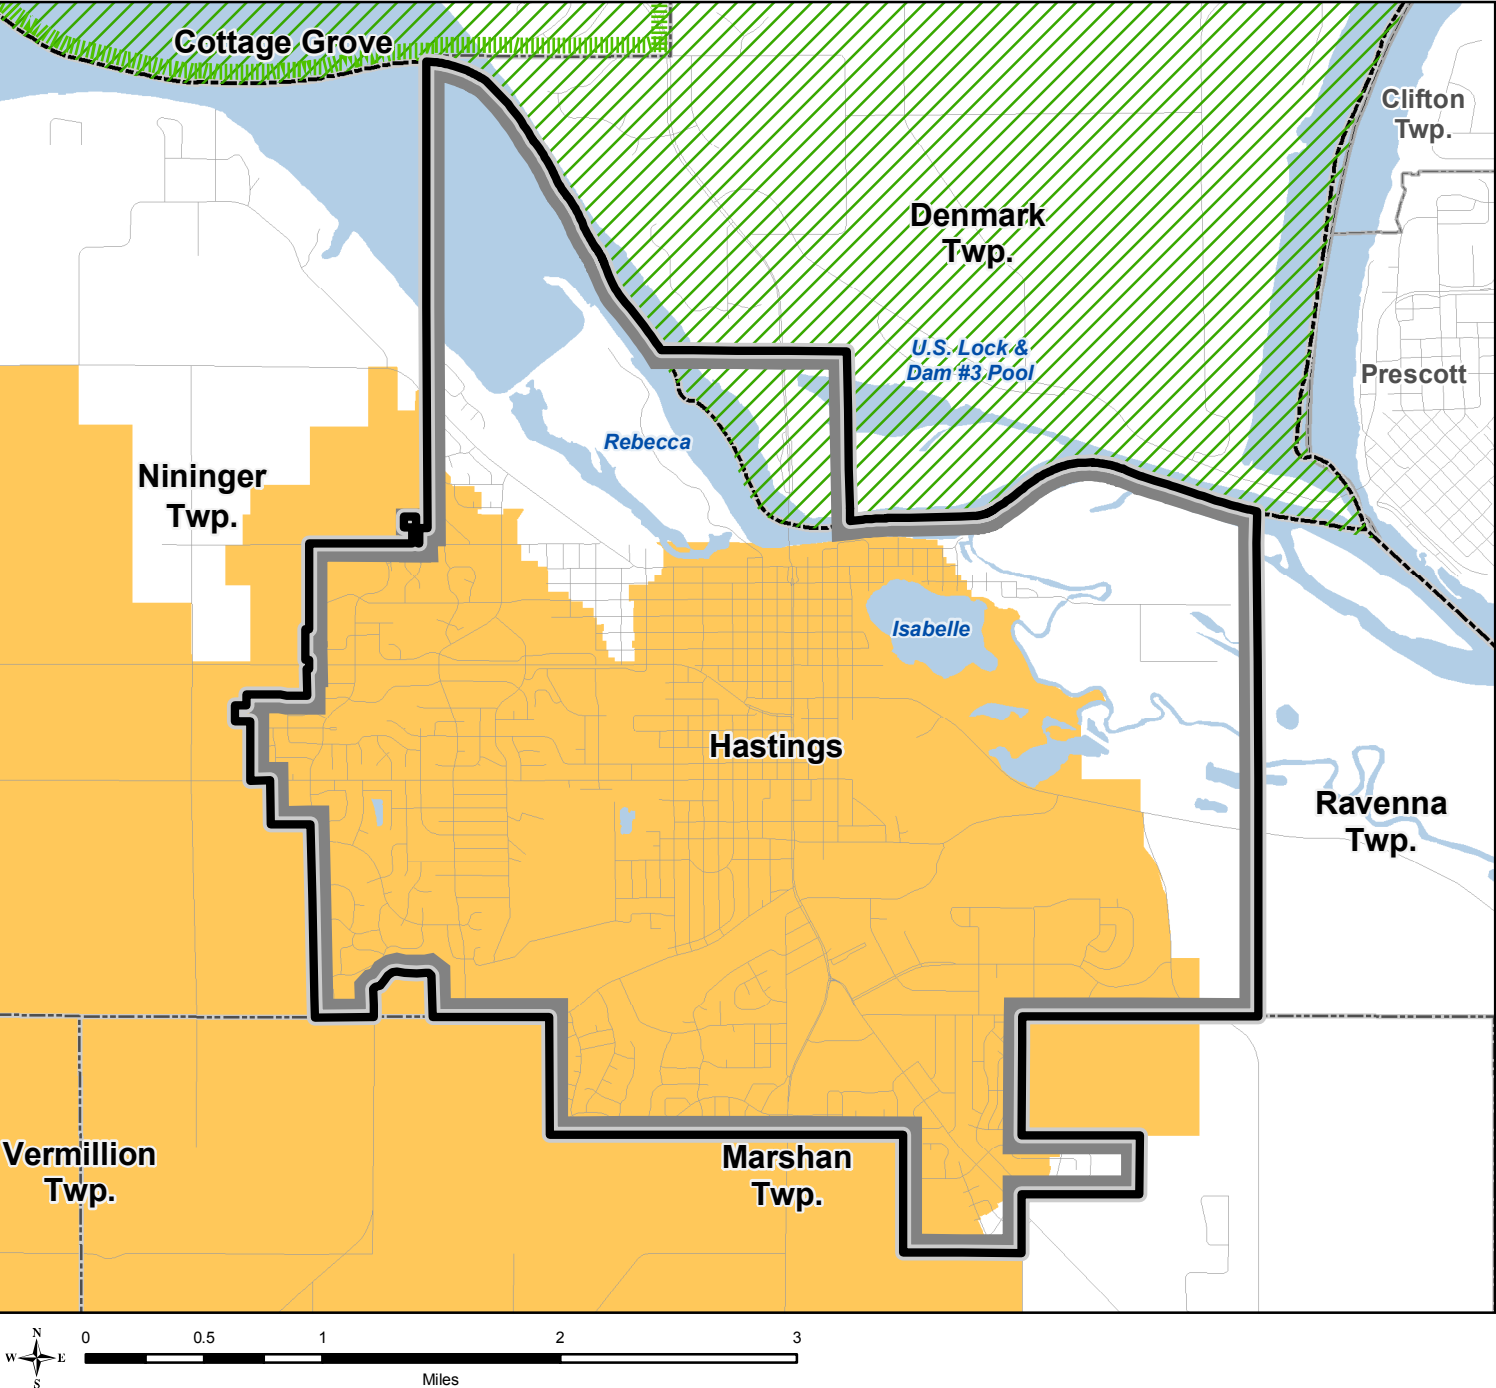 Cottage Grove
Clifton
Twp.
Denmark
Twp.
U.S. Lock &
Dam #3 Pool
Prescott
Rebecca
Nininger
Twp.
Isabelle
Hastings
Ravenna
Twp.
Vermillion
Twp.
Marshan
Twp.
N
W E
S
0 0.5 1 2 3
Miles